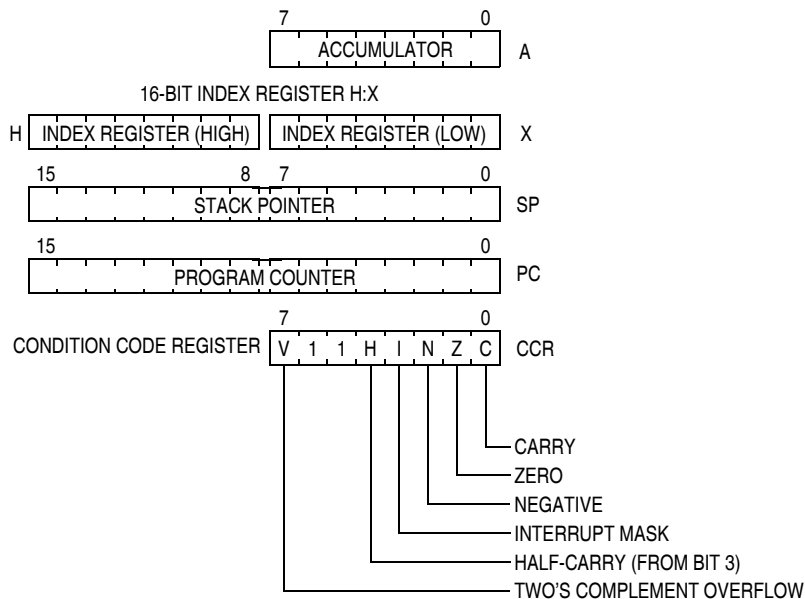 7 0
ACCUMULATOR A
16-BIT INDEX REGISTER H:X
H INDEX REGISTER (HIGH) INDEX REGISTER (LOW) X
15 8 7 0
STACK POINTER SP
15 0
PROGRAM COUNTER PC
7 0
CONDITION CODE REGISTER V 1 1 H I N Z C CCR
CARRY
ZERO
NEGATIVE
INTERRUPT MASK
HALF-CARRY (FROM BIT 3)
TWO'S COMPLEMENT OVERFLOW